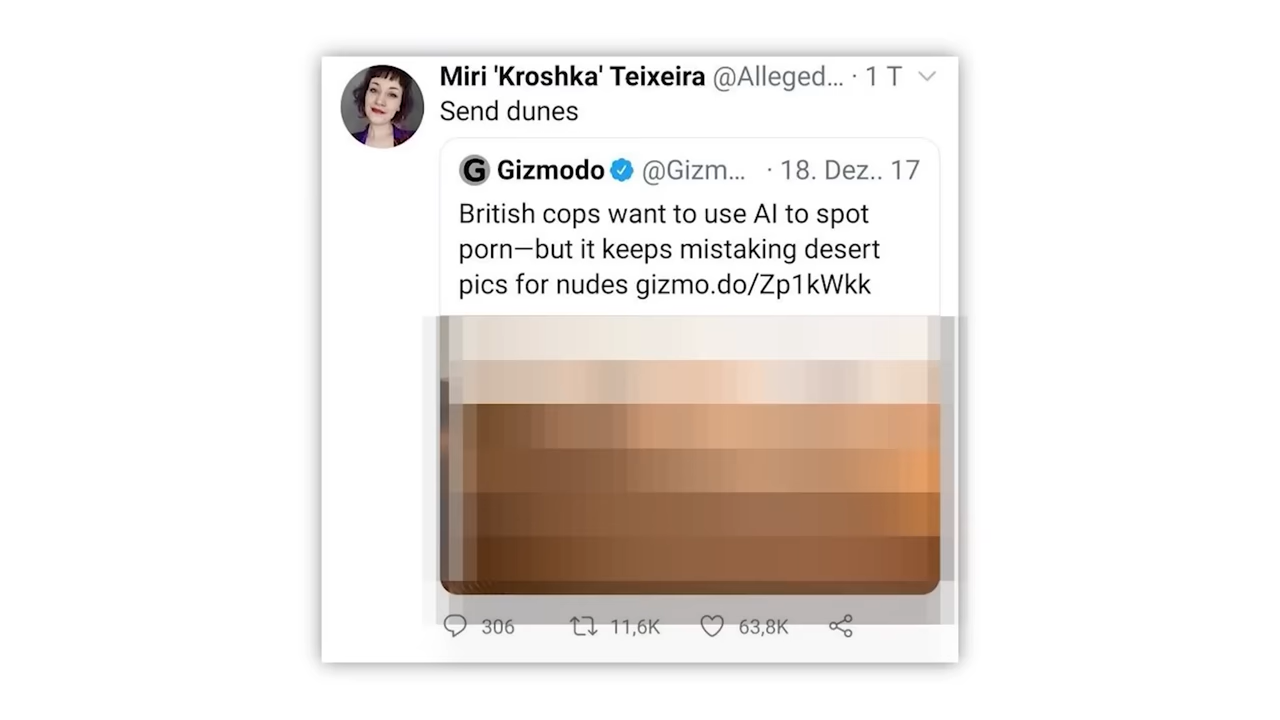 Miri 'Kroshka' Teixeira @Alleged... · 1 T
Send dunes
G Gizmodo @Gizm... · 18. Dez.. 17
British cops want to use AI to spot
porn—but it keeps mistaking desert
pics for nudes gizmo.do/Zp1kWkk
306 11,6K 63,8K